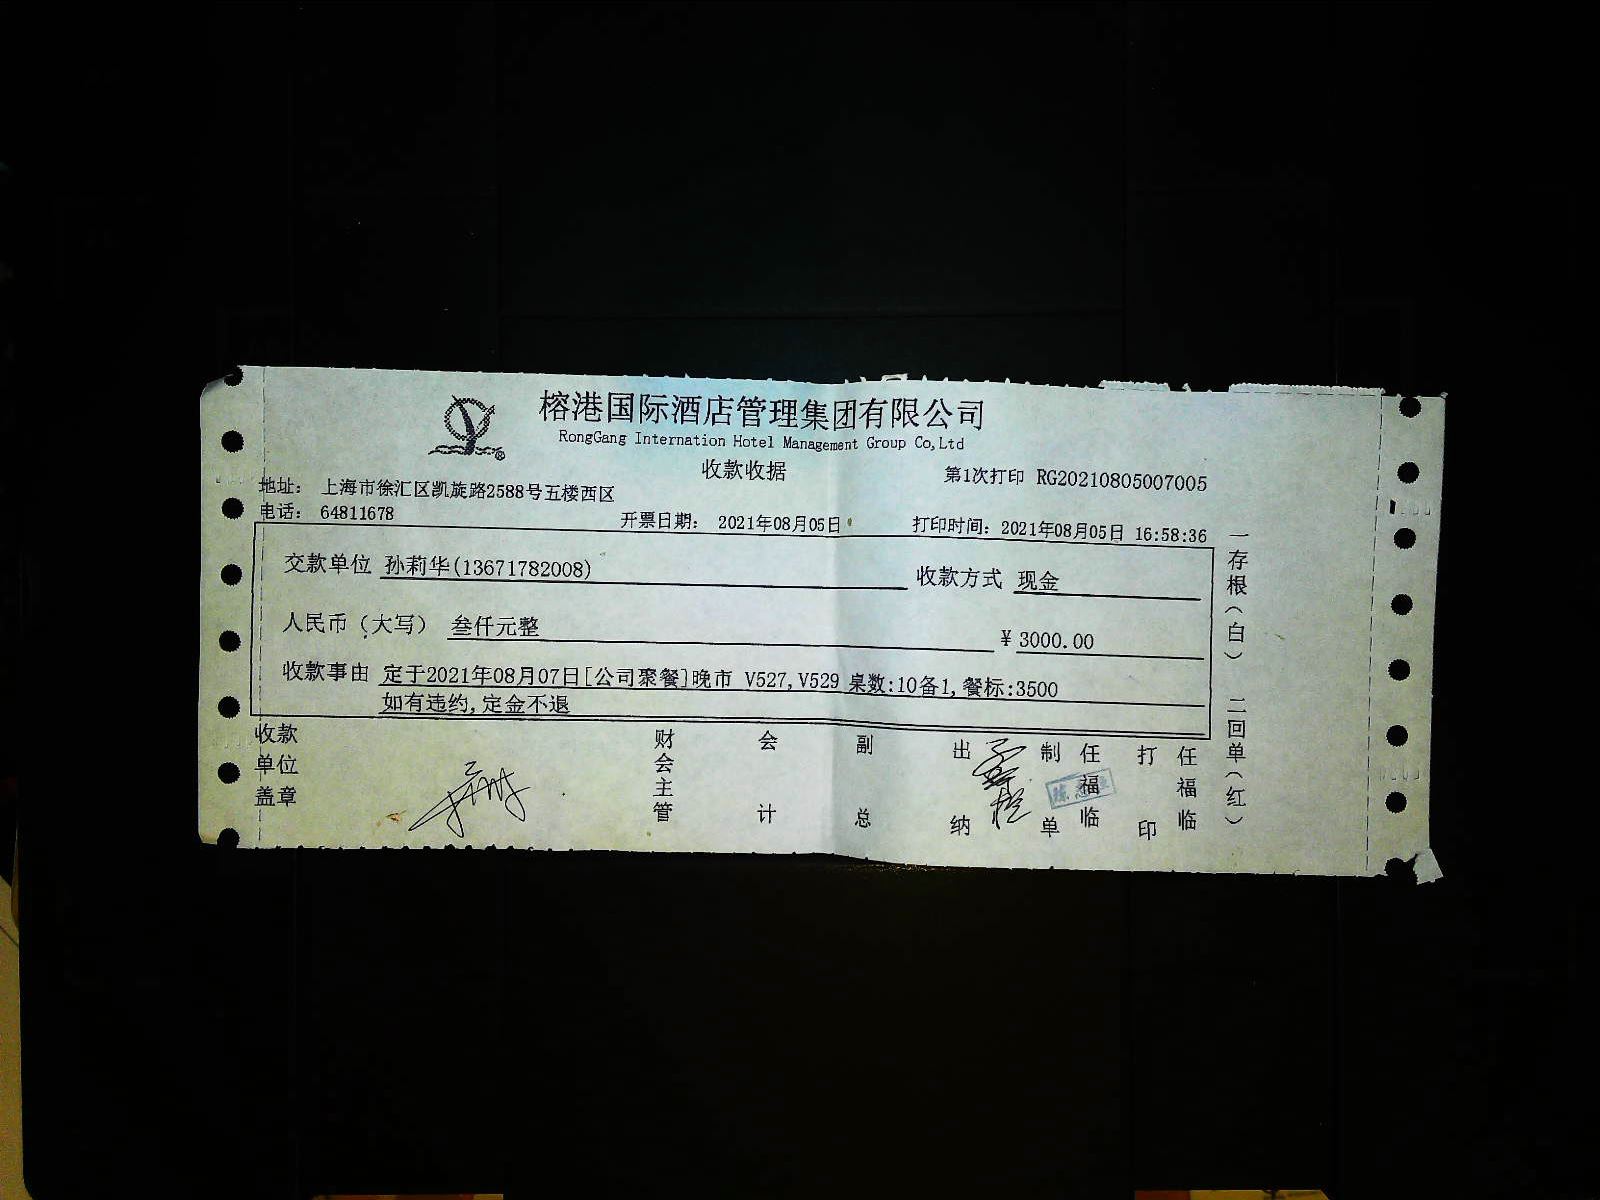 榕港国际酒店管理集团有限公司
RongGang Internation Hotel Management Group Co,Ltd
收款收据
第1次打印 RG20210805007005
地址： 上海市徐汇区凯旋路2588号五楼西区
电话： 64811678
开票日期： 2021年08月05日
打印时间：2021年08月05日 16:58:36
交款单位 孙莉华(13671782008)
收款方式 现金
人民币（大写） 叁仟元整
¥ 3000.00
收款事由 定于2021年08月07日[公司聚餐]晚市 V527,V529 桌数:10备1,餐标:3500
如有违约,定金不退
收款单位盖章
财会主管
会计
副总
出纳
制单
任福临
打印
任福临
一存根（白） 二回单（红）